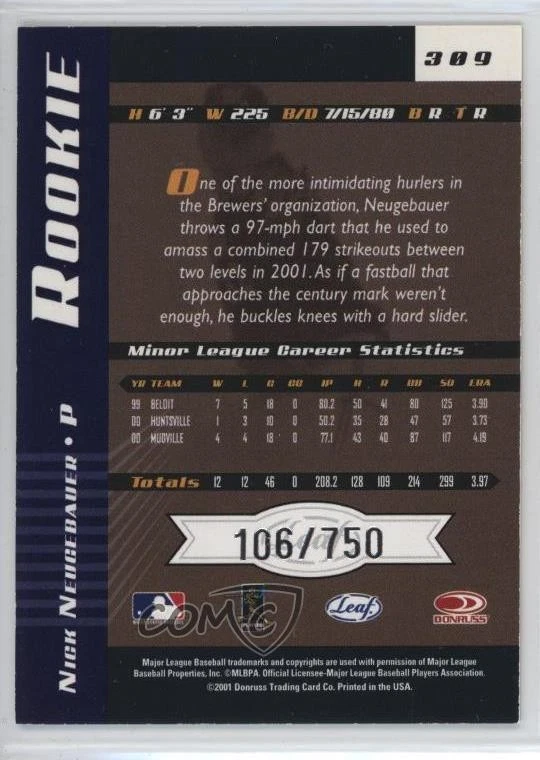 309
H 6' 3" W 225 B/D 7/15/80 B R T R
One of the more intimidating hurlers in
the Brewers' organization, Neugebauer
throws a 97-mph dart that he used to
amass a combined 179 strikeouts between
two levels in 2001. As if a fastball that
approaches the century mark weren't
enough, he buckles knees with a hard slider.
Minor League Career Statistics
YR TEAM W L G CG IP H R BB SO ERA
99 BELOIT 7 5 18 0 80.2 50 41 80 125 3.90
00 HUNTSVILLE 1 3 10 0 50.2 35 28 47 57 3.73
00 MUDVILLE 4 4 18 0 77.1 43 40 87 117 4.19
Totals 12 12 46 0 208.2 128 109 214 299 3.97
Leaf
106/750
Leaf
DONRUSS
COMC
Major League Baseball trademarks and copyrights are used with permission of Major League
Baseball Properties, Inc. ©MLBPA. Official Licensee-Major League Baseball Players Association.
©2001 Donruss Trading Card Co. Printed in the USA.
ROOKIE
NICK NEUGEBAUER • P